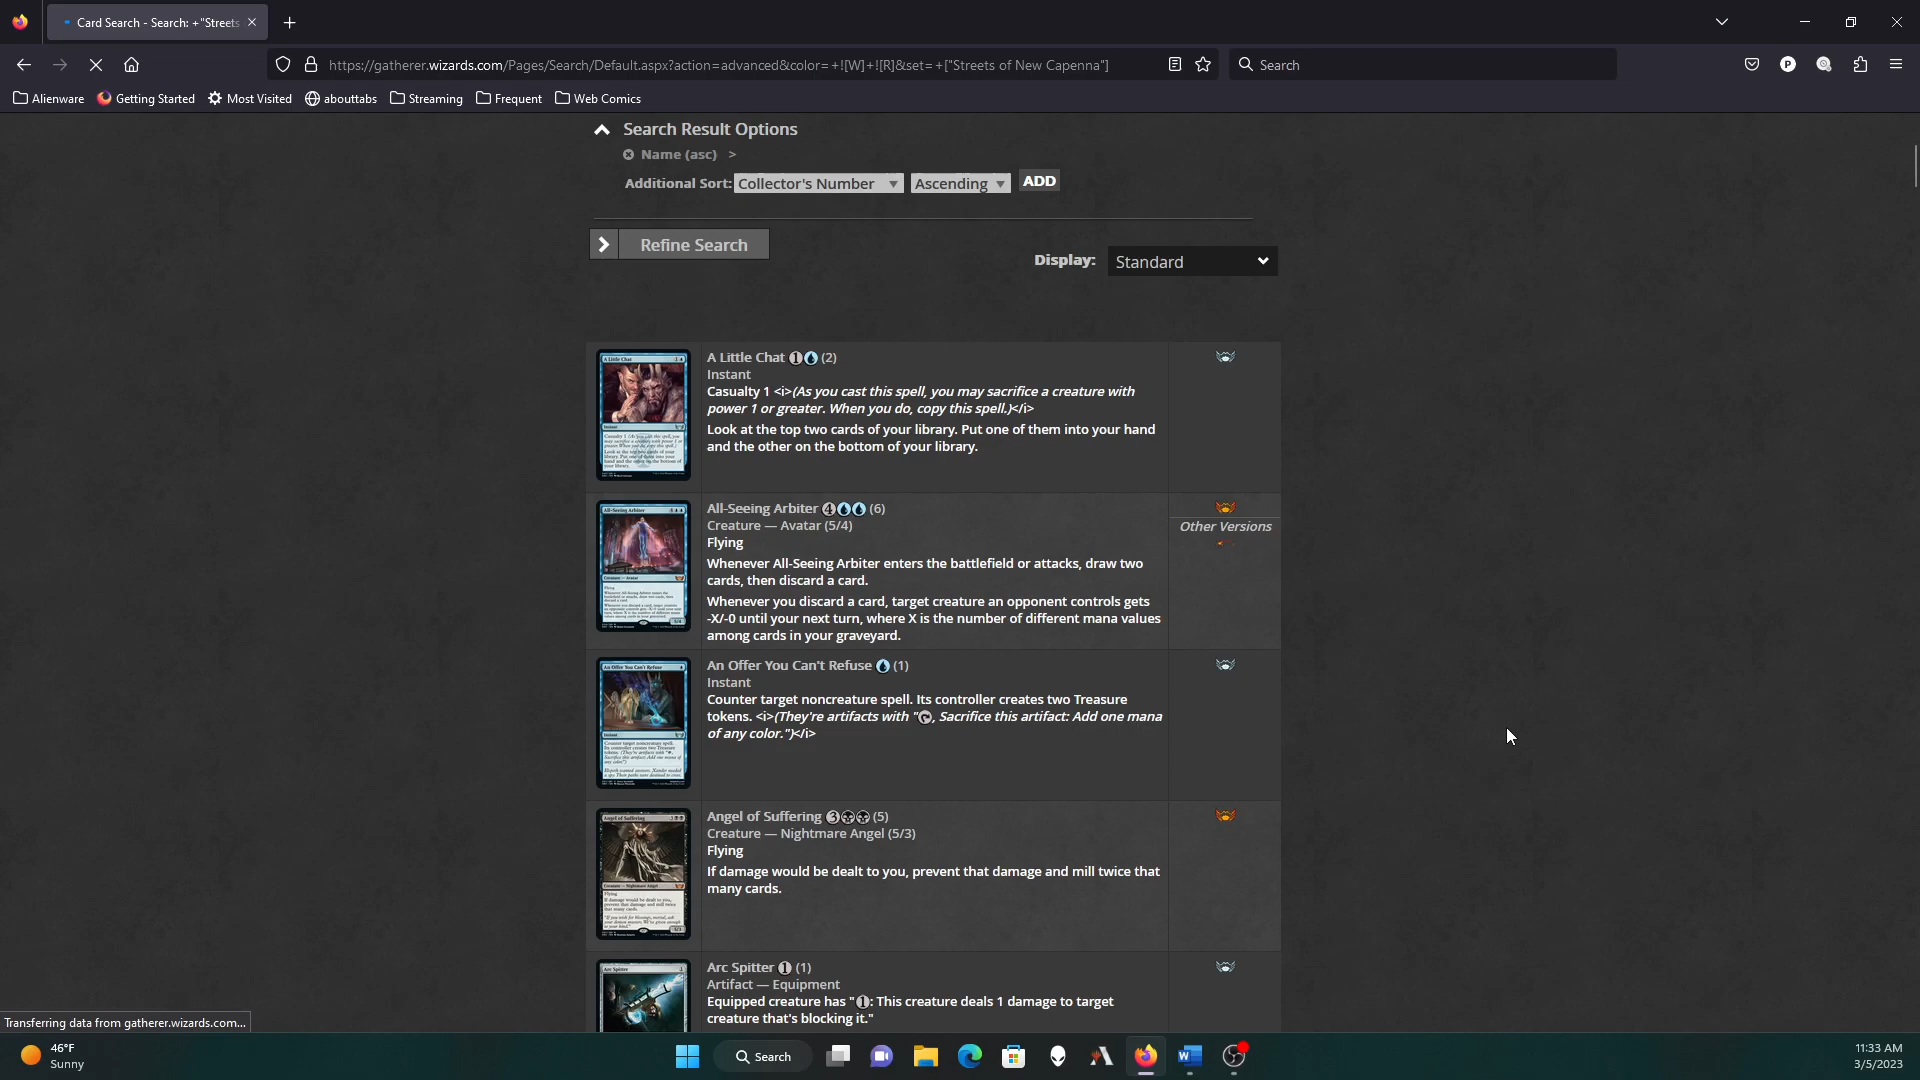 Card Search - Search: +"Streets
https://gatherer.wizards.com/Pages/Search/Default.aspx?action=advanced&color=+![W]+![R]&set=+["Streets of New Capenna"]
Search
Alienware
Getting Started
Most Visited
abouttabs
Streaming
Frequent
Web Comics
Search Result Options
Name (asc) >
Additional Sort: Collector's Number Ascending ADD
Refine Search
Display: Standard
A Little Chat 1 (2)
Instant
Casualty 1 <i>(As you cast this spell, you may sacrifice a creature with
power 1 or greater. When you do, copy this spell.)</i>
Look at the top two cards of your library. Put one of them into your hand
and the other on the bottom of your library.
All-Seeing Arbiter 4 (6)
Creature — Avatar (5/4)
Flying
Whenever All-Seeing Arbiter enters the battlefield or attacks, draw two
cards, then discard a card.
Whenever you discard a card, target creature an opponent controls gets
-X/-0 until your next turn, where X is the number of different mana values
among cards in your graveyard.
Other Versions
An Offer You Can't Refuse (1)
Instant
Counter target noncreature spell. Its controller creates two Treasure
tokens. <i>(They're artifacts with ", Sacrifice this artifact: Add one mana
of any color.")</i>
Angel of Suffering 3 (5)
Creature — Nightmare Angel (5/3)
Flying
If damage would be dealt to you, prevent that damage and mill twice that
many cards.
Arc Spitter 1 (1)
Artifact — Equipment
Equipped creature has "1: This creature deals 1 damage to target
creature that's blocking it."
Transferring data from gatherer.wizards.com...
46°F
Sunny
Search
11:33 AM
3/5/2023